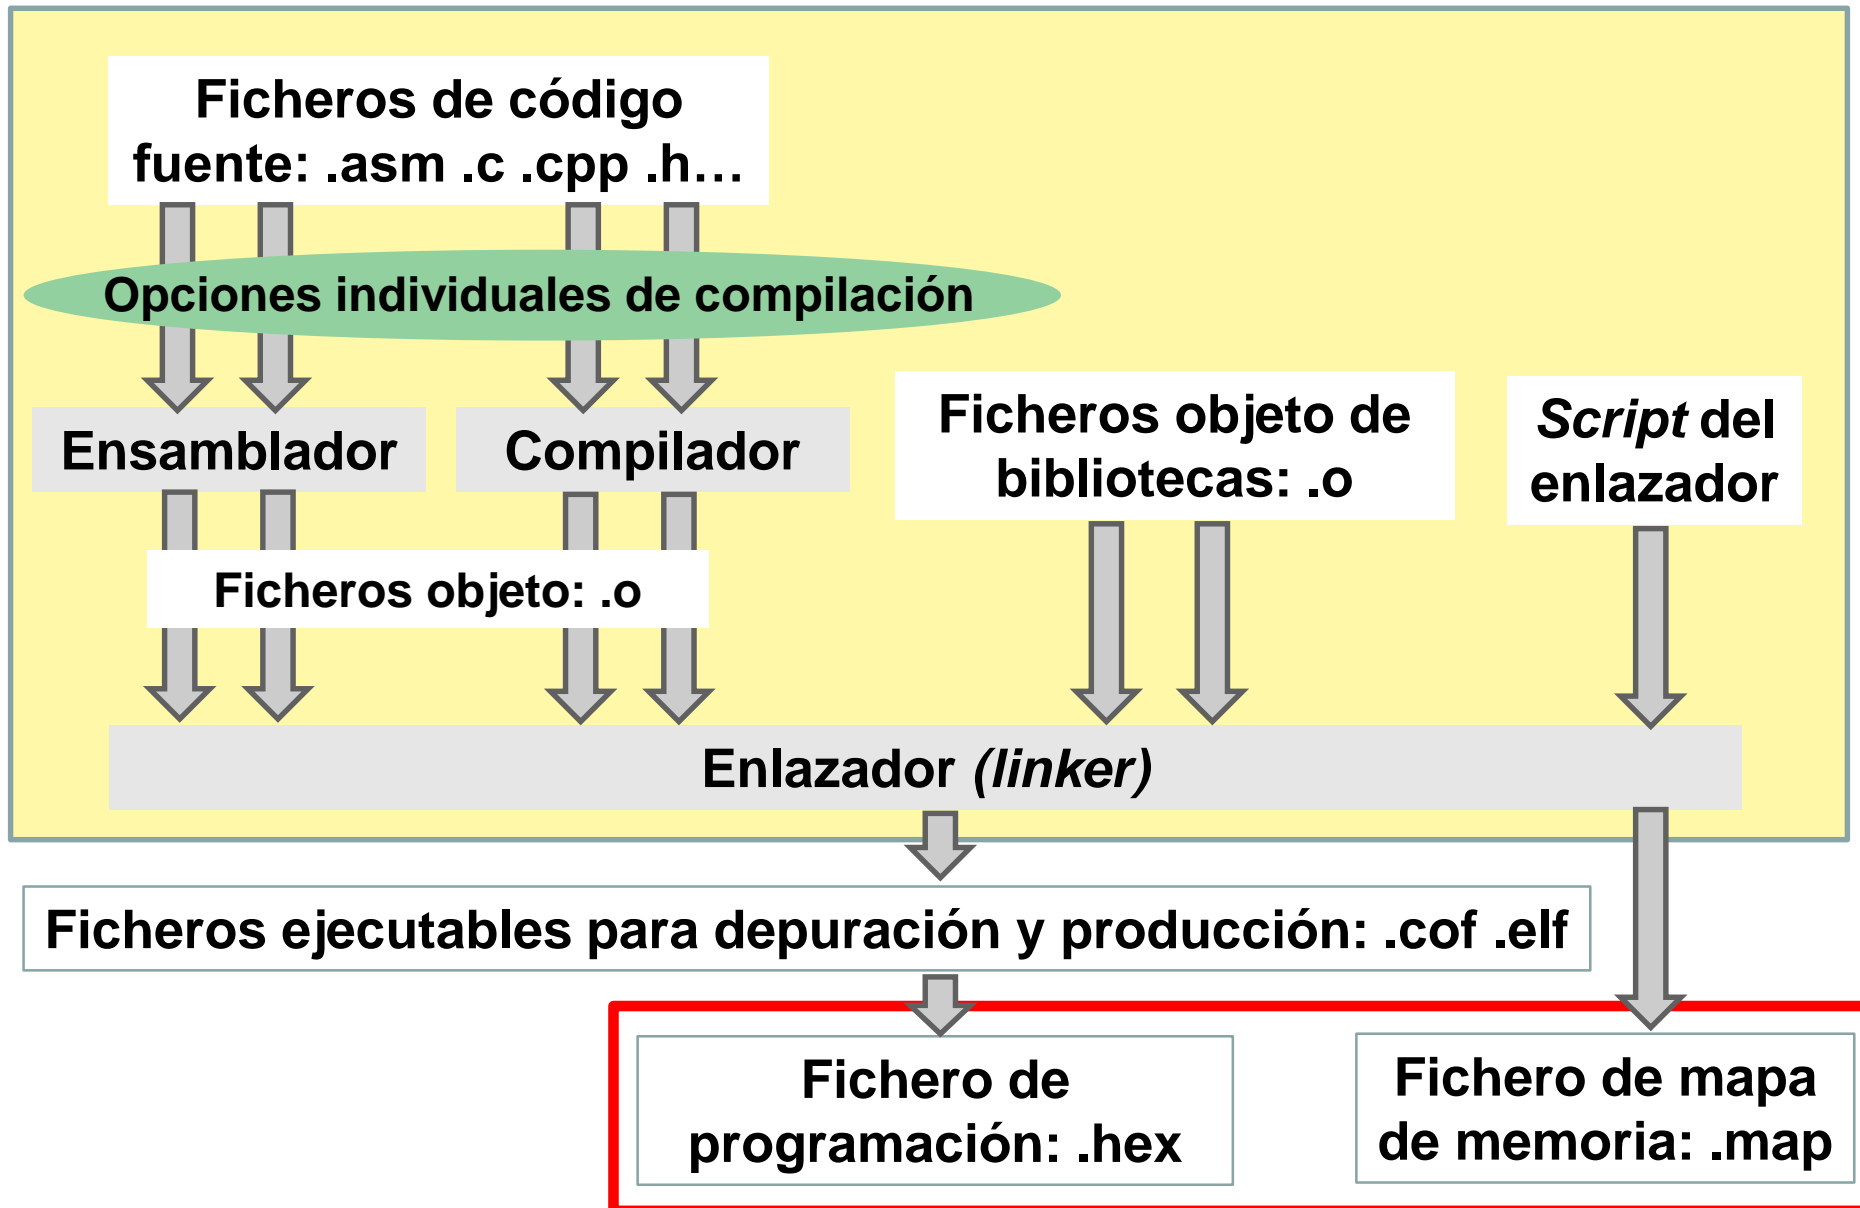 Ficheros de código
fuente: .asm .c .cpp .h…
Opciones individuales de compilación
Ensamblador
Compilador
Ficheros objeto de
bibliotecas: .o
Script del
enlazador
Ficheros objeto: .o
Enlazador (linker)
Ficheros ejecutables para depuración y producción: .cof .elf
Fichero de
programación: .hex
Fichero de mapa
de memoria: .map